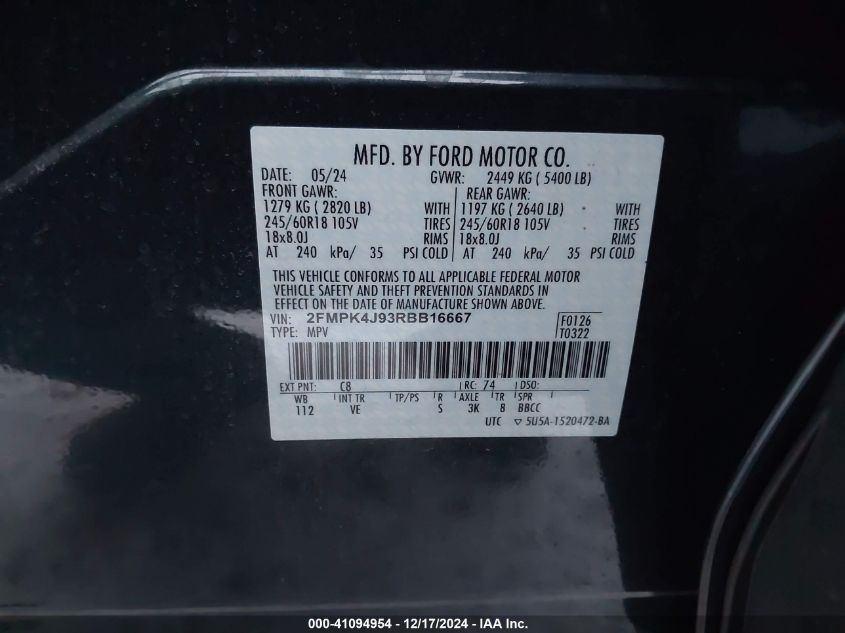 MFD. BY FORD MOTOR CO.
DATE: 05/24 GVWR: 2449 KG ( 5400 LB)
FRONT GAWR: REAR GAWR:
1279 KG ( 2820 LB) WITH 1197 KG ( 2640 LB) WITH
245/60R18 105V TIRES 245/60R18 105V TIRES
18x8.0J RIMS 18x8.0J RIMS
AT 240 kPa/ 35 PSI COLD AT 240 kPa/ 35 PSI COLD
THIS VEHICLE CONFORMS TO ALL APPLICABLE FEDERAL MOTOR
VEHICLE SAFETY AND THEFT PREVENTION STANDARDS IN
EFFECT ON THE DATE OF MANUFACTURE SHOWN ABOVE.
VIN: 2FMPK4J93RBB16667 F0126
TYPE: MPV T0322
EXT PNT: C8 RC: 74 DSO:
WB INT TR TP/PS R AXLE TR SPR
112 VE S 3K 8 BBCC
UTC ▽ 5U5A-1520472-BA
000-41094954 - 12/17/2024 - IAA Inc.